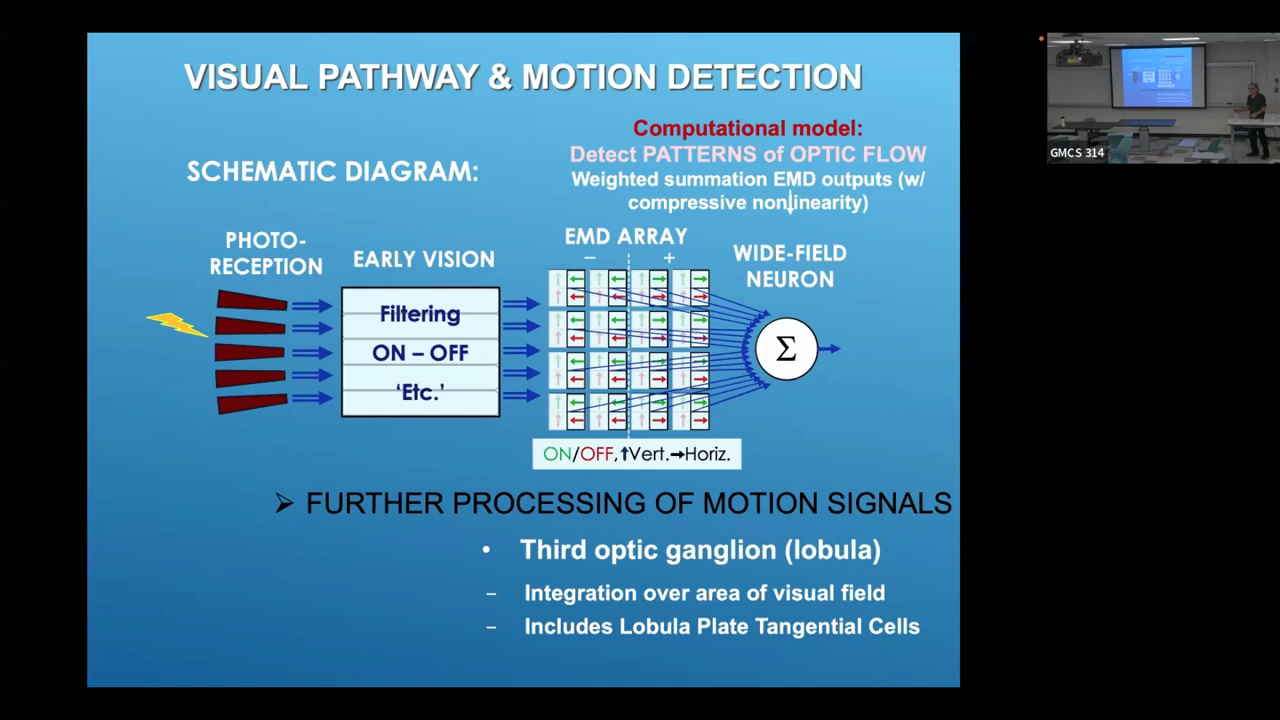 VISUAL PATHWAY & MOTION DETECTION
Computational model:
Detect PATTERNS of OPTIC FLOW
Weighted summation EMD outputs (w/
compressive nonlinearity)
SCHEMATIC DIAGRAM:
PHOTO-
RECEPTION
EARLY VISION
EMD ARRAY
− +
WIDE-FIELD
NEURON
Filtering
ON – OFF
‘Etc.’
Σ
ON/OFF,↑Vert.→Horiz.
➢ FURTHER PROCESSING OF MOTION SIGNALS
• Third optic ganglion (lobula)
– Integration over area of visual field
– Includes Lobula Plate Tangential Cells
GMCS 314